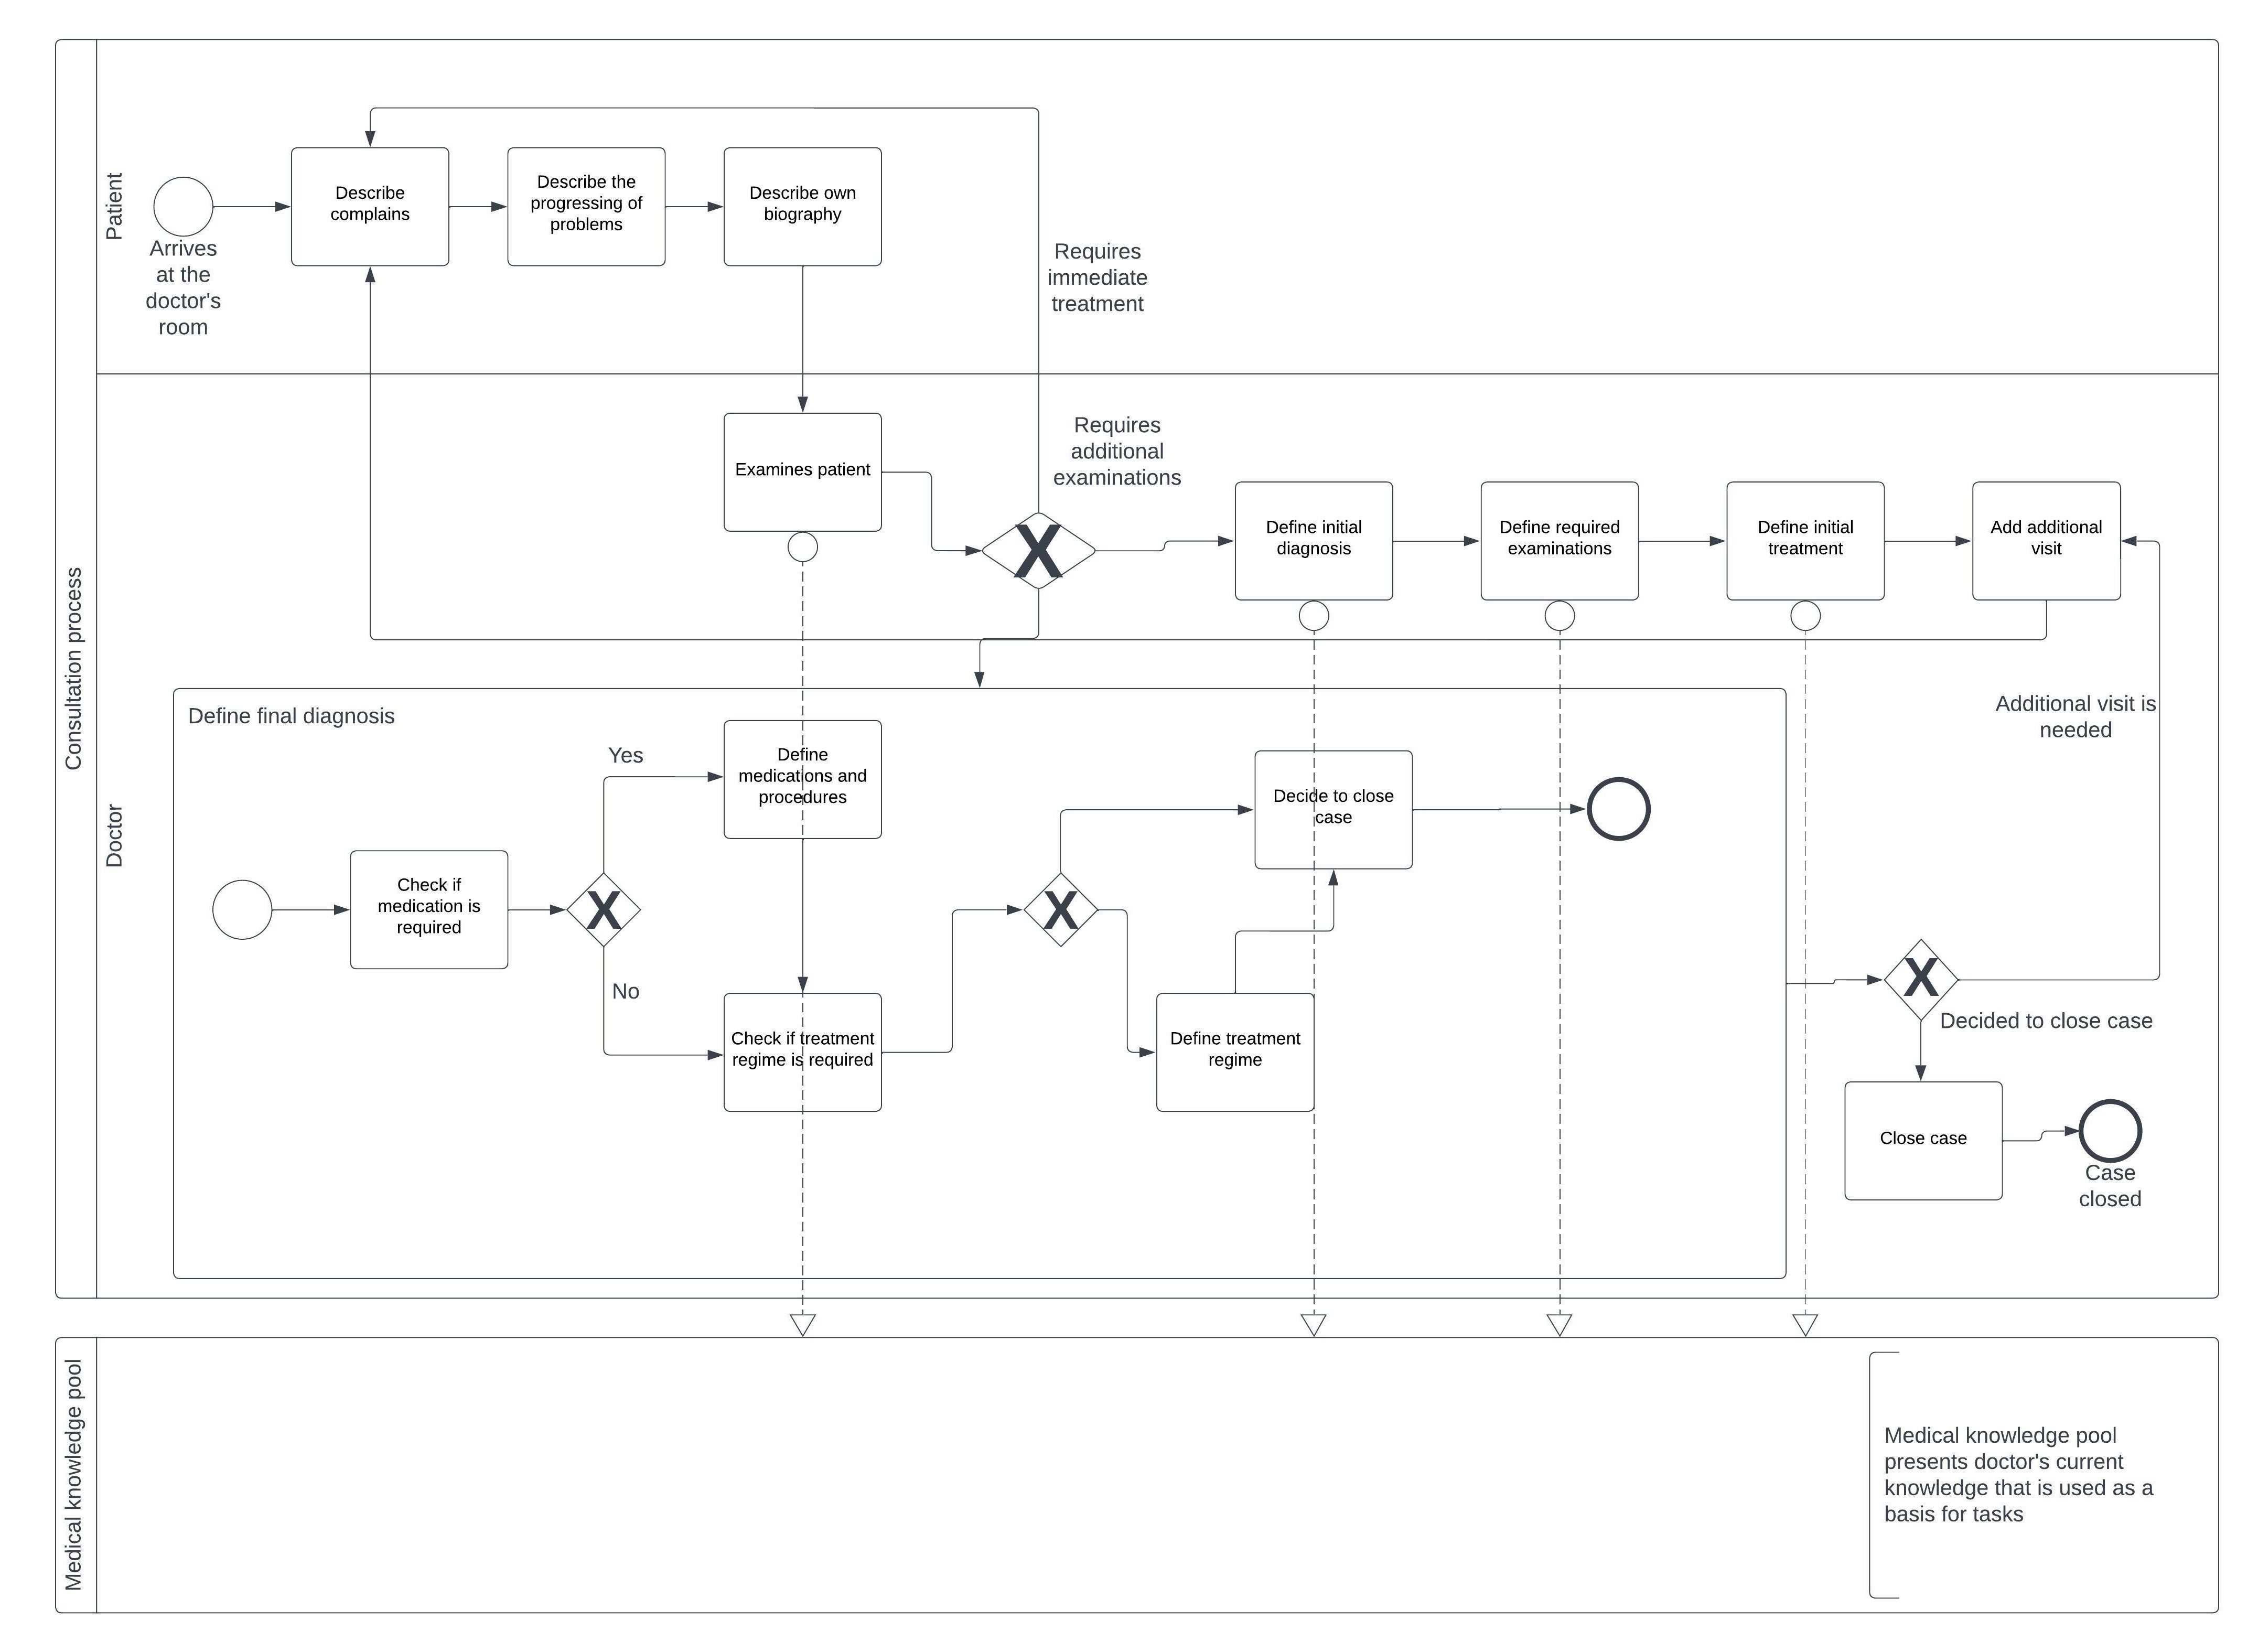 Consultation process
Patient
Arrives
at the
doctor's
room
Describe
complains
Describe the
progressing of
problems
Describe own
biography
Requires
immediate
treatment
Doctor
Examines patient
X
Requires
additional
examinations
Define initial
diagnosis
Define required
examinations
Define initial
treatment
Add additional
visit
Additional visit is
needed
Define final diagnosis
Check if
medication is
required
X
Yes
No
Define
medications and
procedures
Check if treatment
regime is required
X
Decide to close
case
Define treatment
regime
X
Decided to close case
Close case
Case
closed
Medical knowledge pool
Medical knowledge pool
presents doctor's current
knowledge that is used as a
basis for tasks